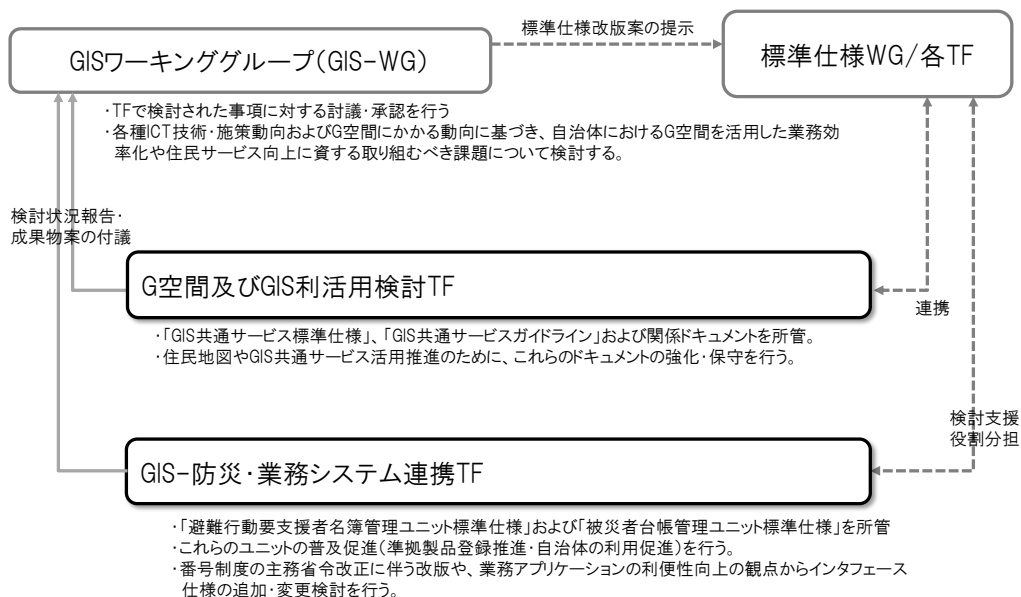 標準仕様改版案の提示
GISワーキンググループ(GIS-WG)
標準仕様WG/各TF
・TFで検討された事項に対する討議・承認を行う
・各種ICT技術・施策動向およびG空間にかかる動向に基づき、自治体におけるG空間を活用した業務効
率化や住民サービス向上に資する取り組むべき課題について検討する。
検討状況報告・
成果物案の付議
G空間及びGIS利活用検討TF
連携
・「GIS共通サービス標準仕様」、「GIS共通サービスガイドライン」および関係ドキュメントを所管。
・住民地図やGIS共通サービス活用推進のために、これらのドキュメントの強化・保守を行う。
検討支援
役割分担
GIS-防災・業務システム連携TF
・「避難行動要支援者名簿管理ユニット標準仕様」および「被災者台帳管理ユニット標準仕様」を所管
・これらのユニットの普及促進(準拠製品登録推進・自治体の利用促進)を行う。
・番号制度の主務省令改正に伴う改版や、業務アプリケーションの利便性向上の観点からインタフェース
仕様の追加・変更検討を行う。